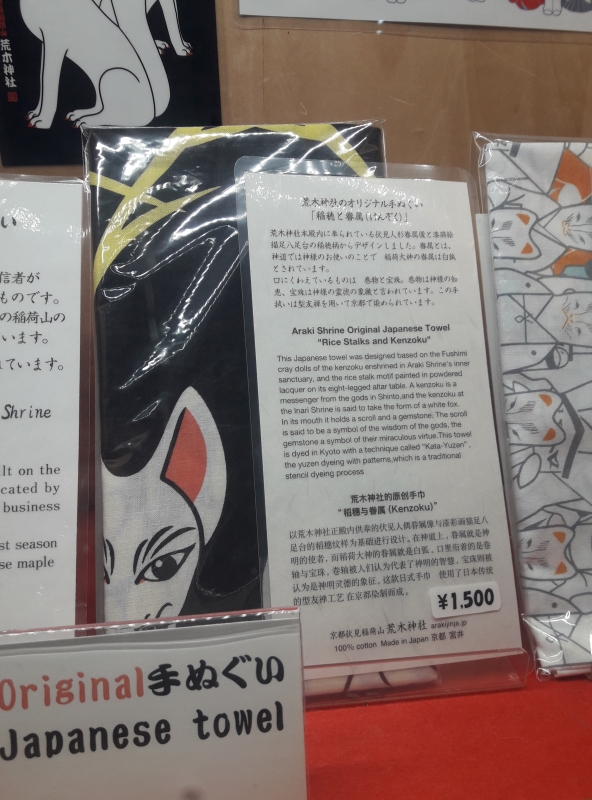 荒木神社
い
信者が
ものです。
の稲荷山の
います。
れています。
Shrine
lt on the
cated by
business
st season
se maple
荒木神社のオリジナル手ぬぐい
「稲穂と眷属(けんぞく)」
荒木神社本殿内に奉られている伏見人形眷属像と漆蒔絵
猫足八足台の稲穂柄からデザインしました。眷属とは、
神道では神様のお使いのことで 稲荷大神の眷属は白狐
とされています。
口にくわえているものは 巻物と宝珠。巻物は神様の知
恵、宝珠は神様の霊徳の象徴と言われています。この手
拭いは型友禅を用いて京都で染められています。
Araki Shrine Original Japanese Towel
"Rice Stalks and Kenzoku"
This Japanese towel was designed based on the Fushimi
cray dolls of the kenzoku enshrined in Araki Shrine's inner
sanctuary, and the rice stalk motif painted in powdered
lacquer on its eight-legged altar table. A kenzoku is a
messenger from the gods in Shinto,and the kenzoku at
the Inari Shrine is said to take the form of a white fox.
In its mouth it holds a scroll and a gemstone. The scroll
is said to be a symbol of the wisdom of the gods, the
gemstone a symbol of their miraculous virtue.This towel
is dyed in Kyoto with a technique called "Kata-Yuzen" ,
the yuzen dyeing with patterns,which is a traditional
stencil dyeing process
荒木神社的原创手巾
"稲穂与眷属 (Kenzoku)"
以荒木神社正殿内供奉的伏见人偶眷属像与漆彩画猫足八
足台的稻穗纹样为基础进行设计。在神道上，眷属就是神
明的使者，而稻荷大神的眷属就是白狐，口里衔着的是卷
轴与宝珠，卷轴被人们认为代表了神明的智慧，宝珠则被
认为是神明灵德的象征。这款日式手巾 使用了日本传统
的型友禅工艺 在京都染制而成。
¥1.500
京都伏見稲荷山 荒木神社 arakijinja.jp
100% cotton Made in Japan 京都 富井
Original手ぬぐい
Japanese towel